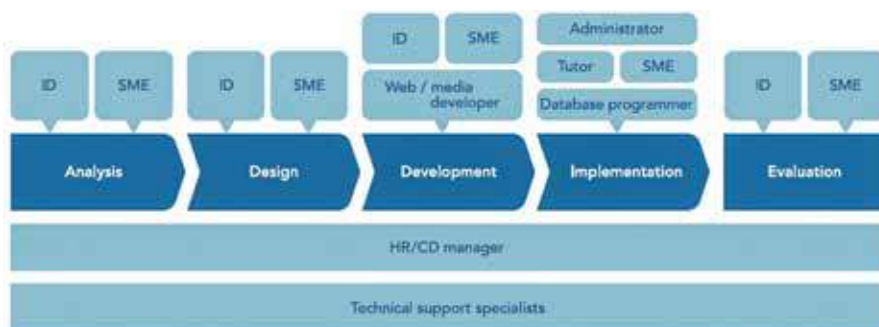 ID
SME
ID
SME
ID
SME
Web / media
developer
Administrator
Tutor
SME
Database programmer
ID
SME
Analysis
Design
Development
Implementation
Evaluation
HR/CD manager
Technical support specialists